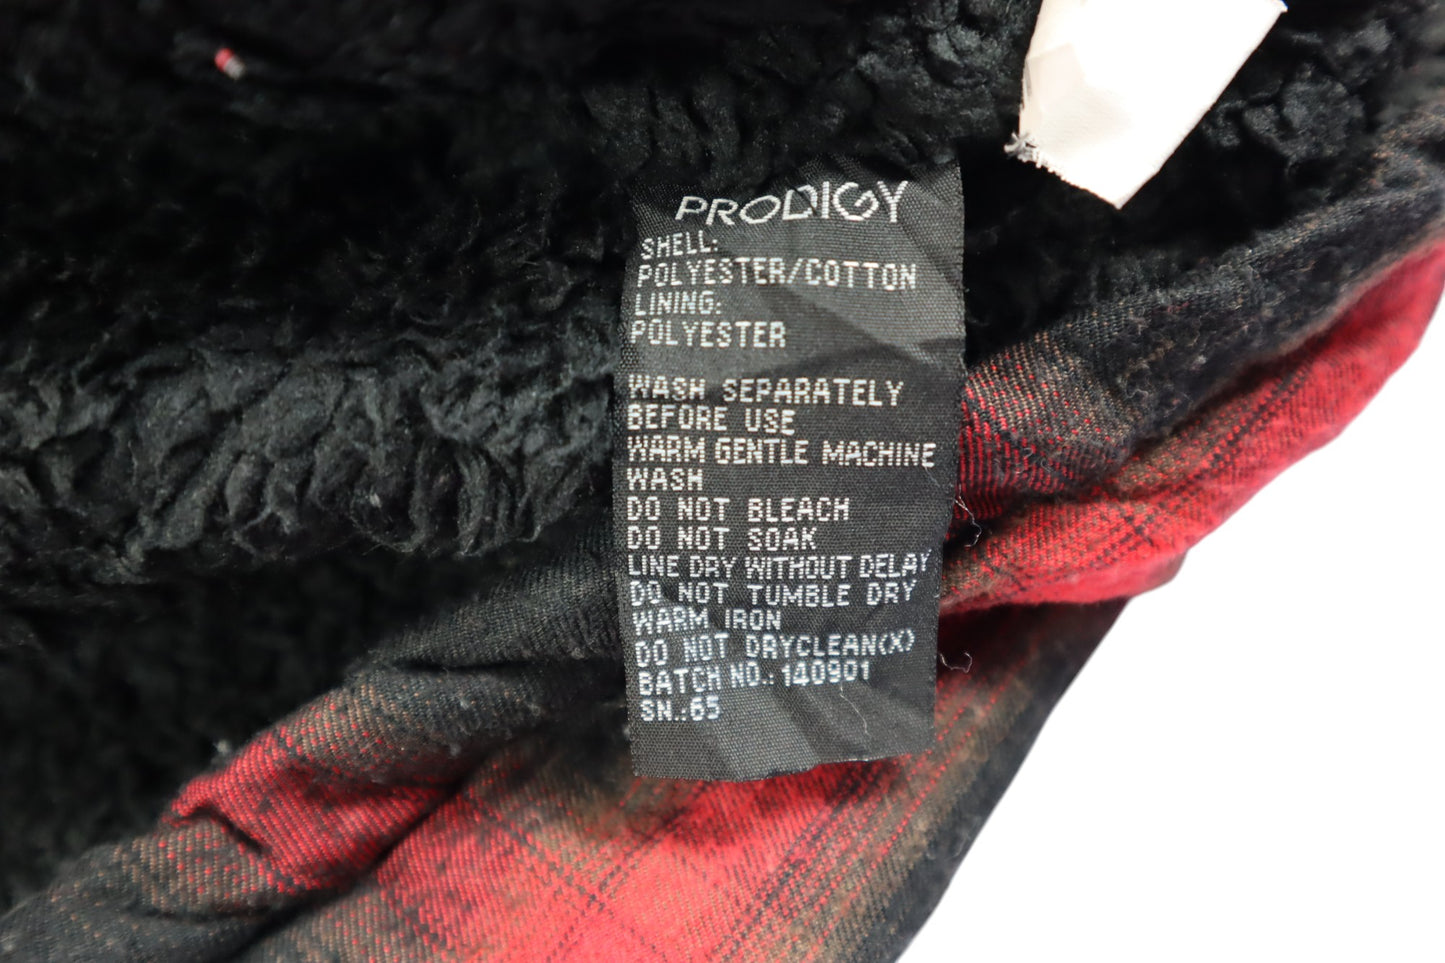 PRODIGY
SHELL:
POLYESTER/COTTON
LINING:
POLYESTER
WASH SEPARATELY
BEFORE USE
WARM GENTLE MACHINE
WASH
DO NOT BLEACH
DO NOT SOAK
LINE DRY WITHOUT DELAY
DO NOT TUMBLE DRY
WARM IRON
DO NOT DRYCLEAN(X)
BATCH NO.: 140901
SN.:65